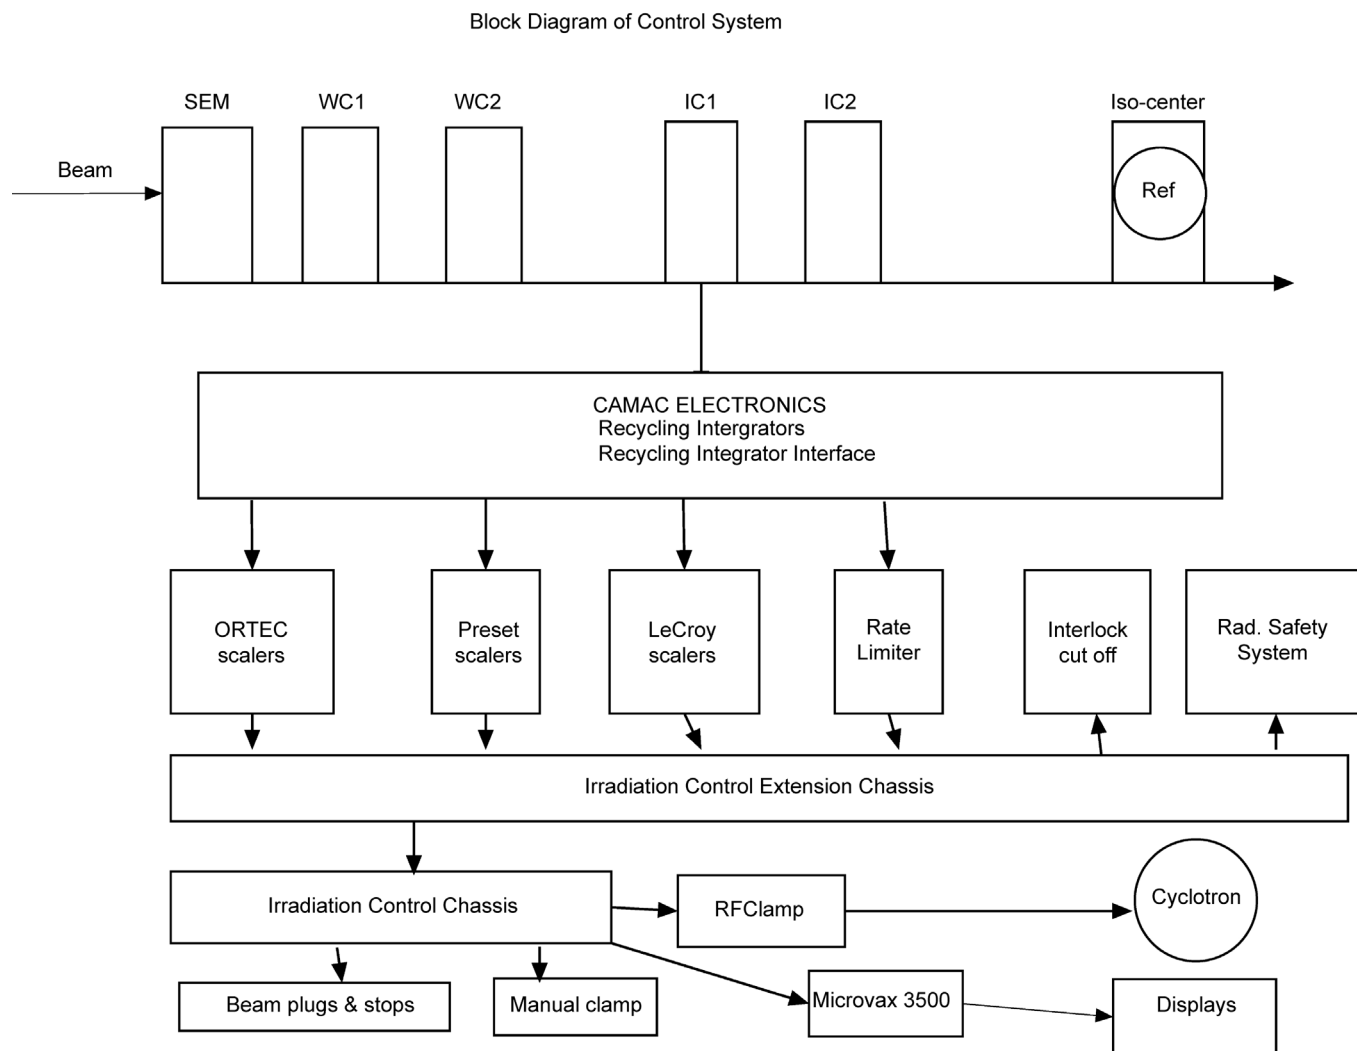 Block Diagram of Control System
SEM
WC1
WC2
IC1
IC2
Iso-center
Beam
Ref
CAMAC ELECTRONICS
Recycling Intergrators
Recycling Integrator Interface
ORTEC
scalers
Preset
scalers
LeCroy
scalers
Rate
Limiter
Interlock
cut off
Rad. Safety
System
Irradiation Control Extension Chassis
Irradiation Control Chassis
RFClamp
Cyclotron
Beam plugs & stops
Manual clamp
Microvax 3500
Displays